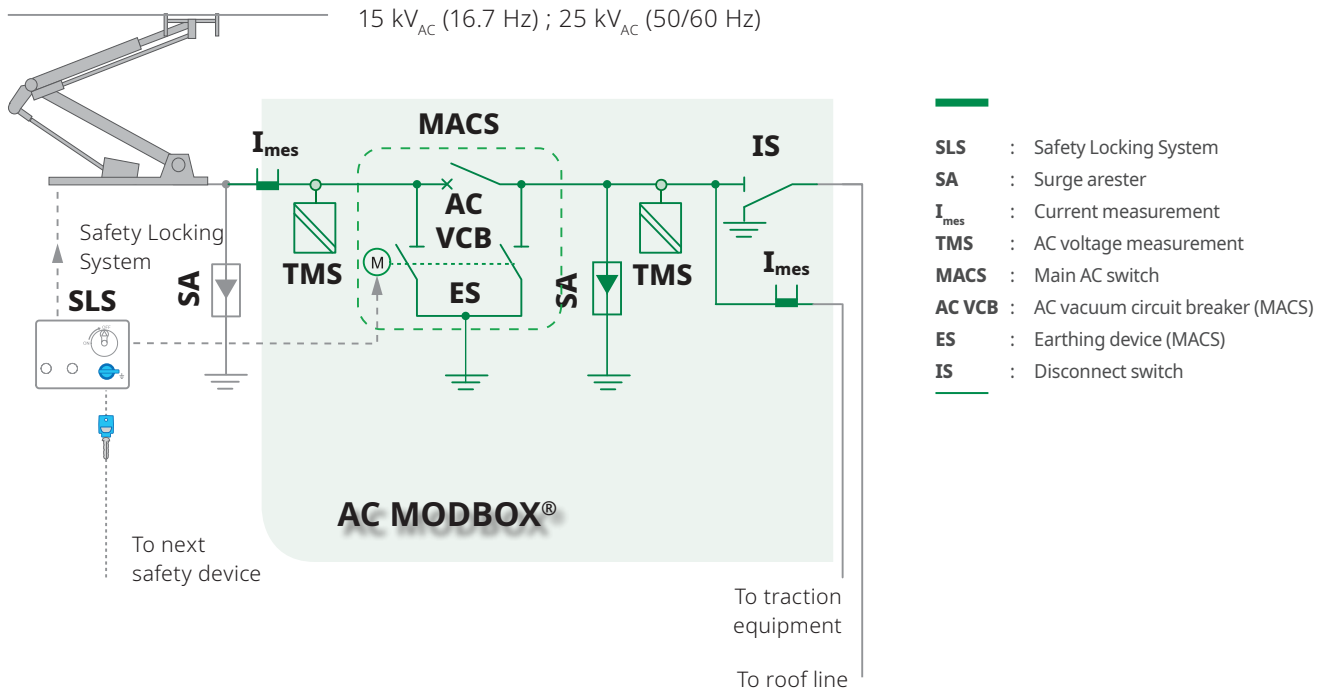 15 kVAC (16.7 Hz) ; 25 kVAC (50/60 Hz)
MACS
Imes
IS
AC
VCB
TMS
M
ES
SA
TMS
Imes
Safety Locking
System
SLS
SA
OFF
ON
AC MODBOX®
To next
safety device
To traction
equipment
To roof line
SLS : Safety Locking System
SA : Surge arester
Imes : Current measurement
TMS : AC voltage measurement
MACS : Main AC switch
AC VCB : AC vacuum circuit breaker (MACS)
ES : Earthing device (MACS)
IS : Disconnect switch